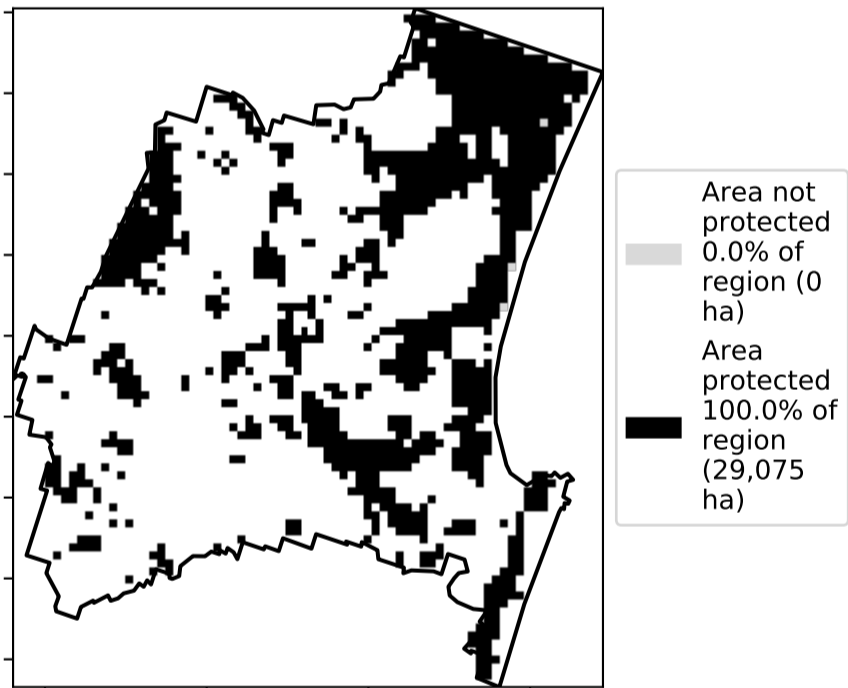 Area not
protected
0.0% of
region (0
ha)
Area
protected
100.0% of
region
(29,075
ha)